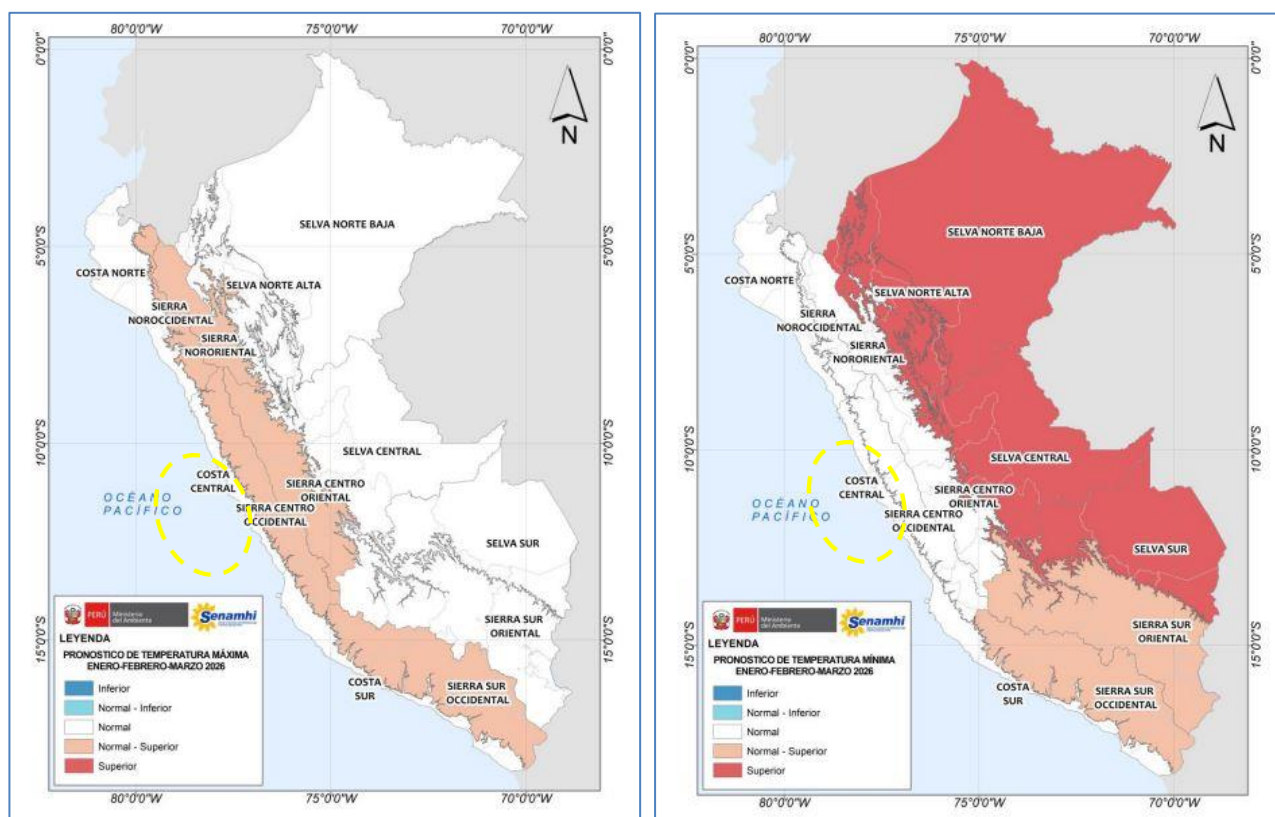 80°0'0"W 75°0'0"W 70°0'0"W
0°0'0"
5°0'0"S
10°0'0"S
15°0'0"S
N
SELVA NORTE BAJA
COSTA NORTE
SELVA NORTE ALTA
SIERRA
NOROCCIDENTAL
SIERRA
NORORIENTAL
SELVA CENTRAL
COSTA
CENTRAL
SIERRA CENTRO
ORIENTAL
OCÉANO
PACÍFICO
SIERRA CENTRO
OCCIDENTAL
SELVA SUR
SIERRA SUR
ORIENTAL
COSTA
SUR
SIERRA SUR
OCCIDENTAL
PERÚ Ministerio
del Ambiente
Senamhi
LEYENDA
PRONOSTICO DE TEMPERATURA MÁXIMA
ENERO-FEBRERO-MARZO 2026
Inferior
Normal - Inferior
Normal
Normal - Superior
Superior
0°0'0"
5°0'0"S
10°0'0"S
15°0'0"S
80°0'0"W 75°0'0"W 70°0'0"W
80°0'0"W 75°0'0"W 70°0'0"W
0°0'0"
5°0'0"S
10°0'0"S
15°0'0"S
N
SELVA NORTE BAJA
COSTA NORTE
SELVA NORTE ALTA
SIERRA
NOROCCIDENTAL
SIERRA
NORORIENTAL
SELVA CENTRAL
COSTA
CENTRAL
SIERRA CENTRO
ORIENTAL
OCÉANO
PACÍFICO
SIERRA CENTRO
OCCIDENTAL
SELVA SUR
SIERRA SUR
ORIENTAL
COSTA
SUR
SIERRA SUR
OCCIDENTAL
PERÚ Ministerio
del Ambiente
Senamhi
LEYENDA
PRONOSTICO DE TEMPERATURA MÍNIMA
ENERO-FEBRERO-MARZO 2026
Inferior
Normal - Inferior
Normal
Normal - Superior
Superior
0°0'0"
5°0'0"S
10°0'0"S
15°0'0"S
80°0'0"W 75°0'0"W 70°0'0"W